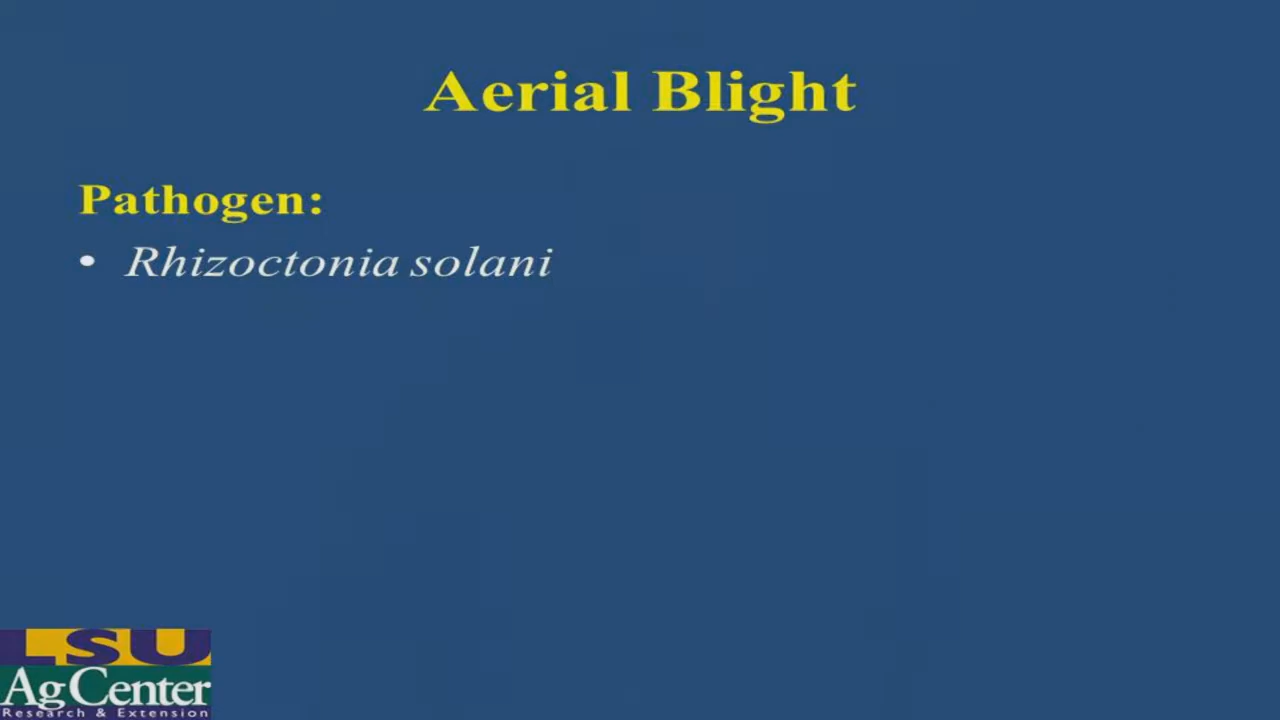 Aerial Blight
Pathogen:
• Rhizoctonia solani
LSU
AgCenter
Research & Extension